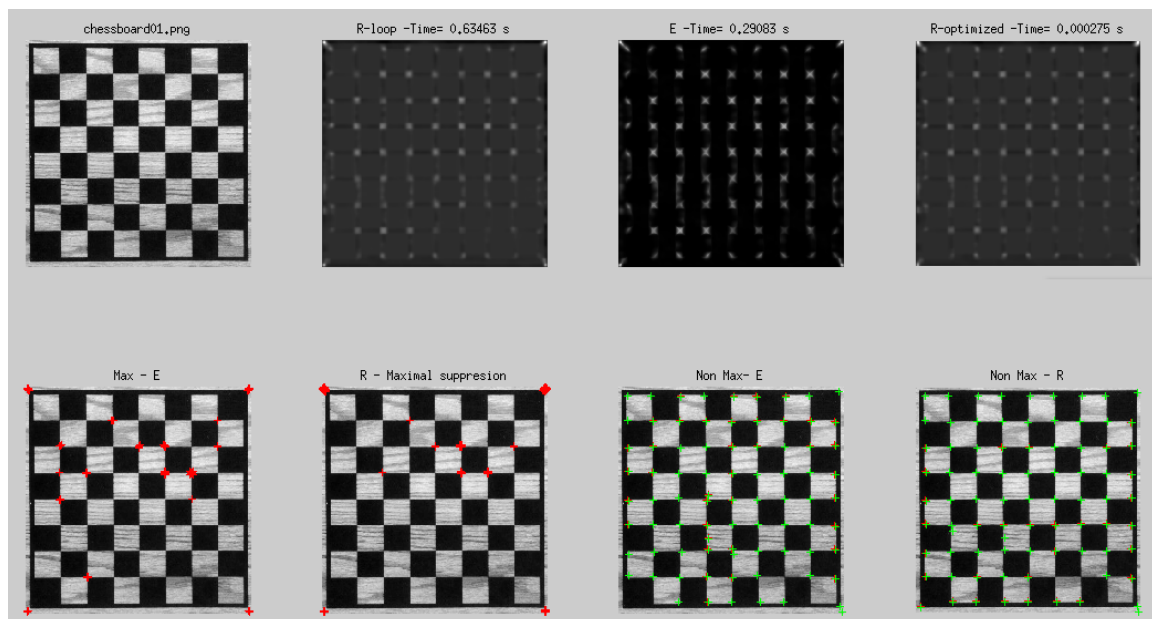 chessboard01.png
R-loop -Time= 0.63463 s
E -Time= 0.29083 s
R-optimized -Time= 0.000275 s
Max - E
R - Maximal suppresion
Non Max- E
Non Max - R